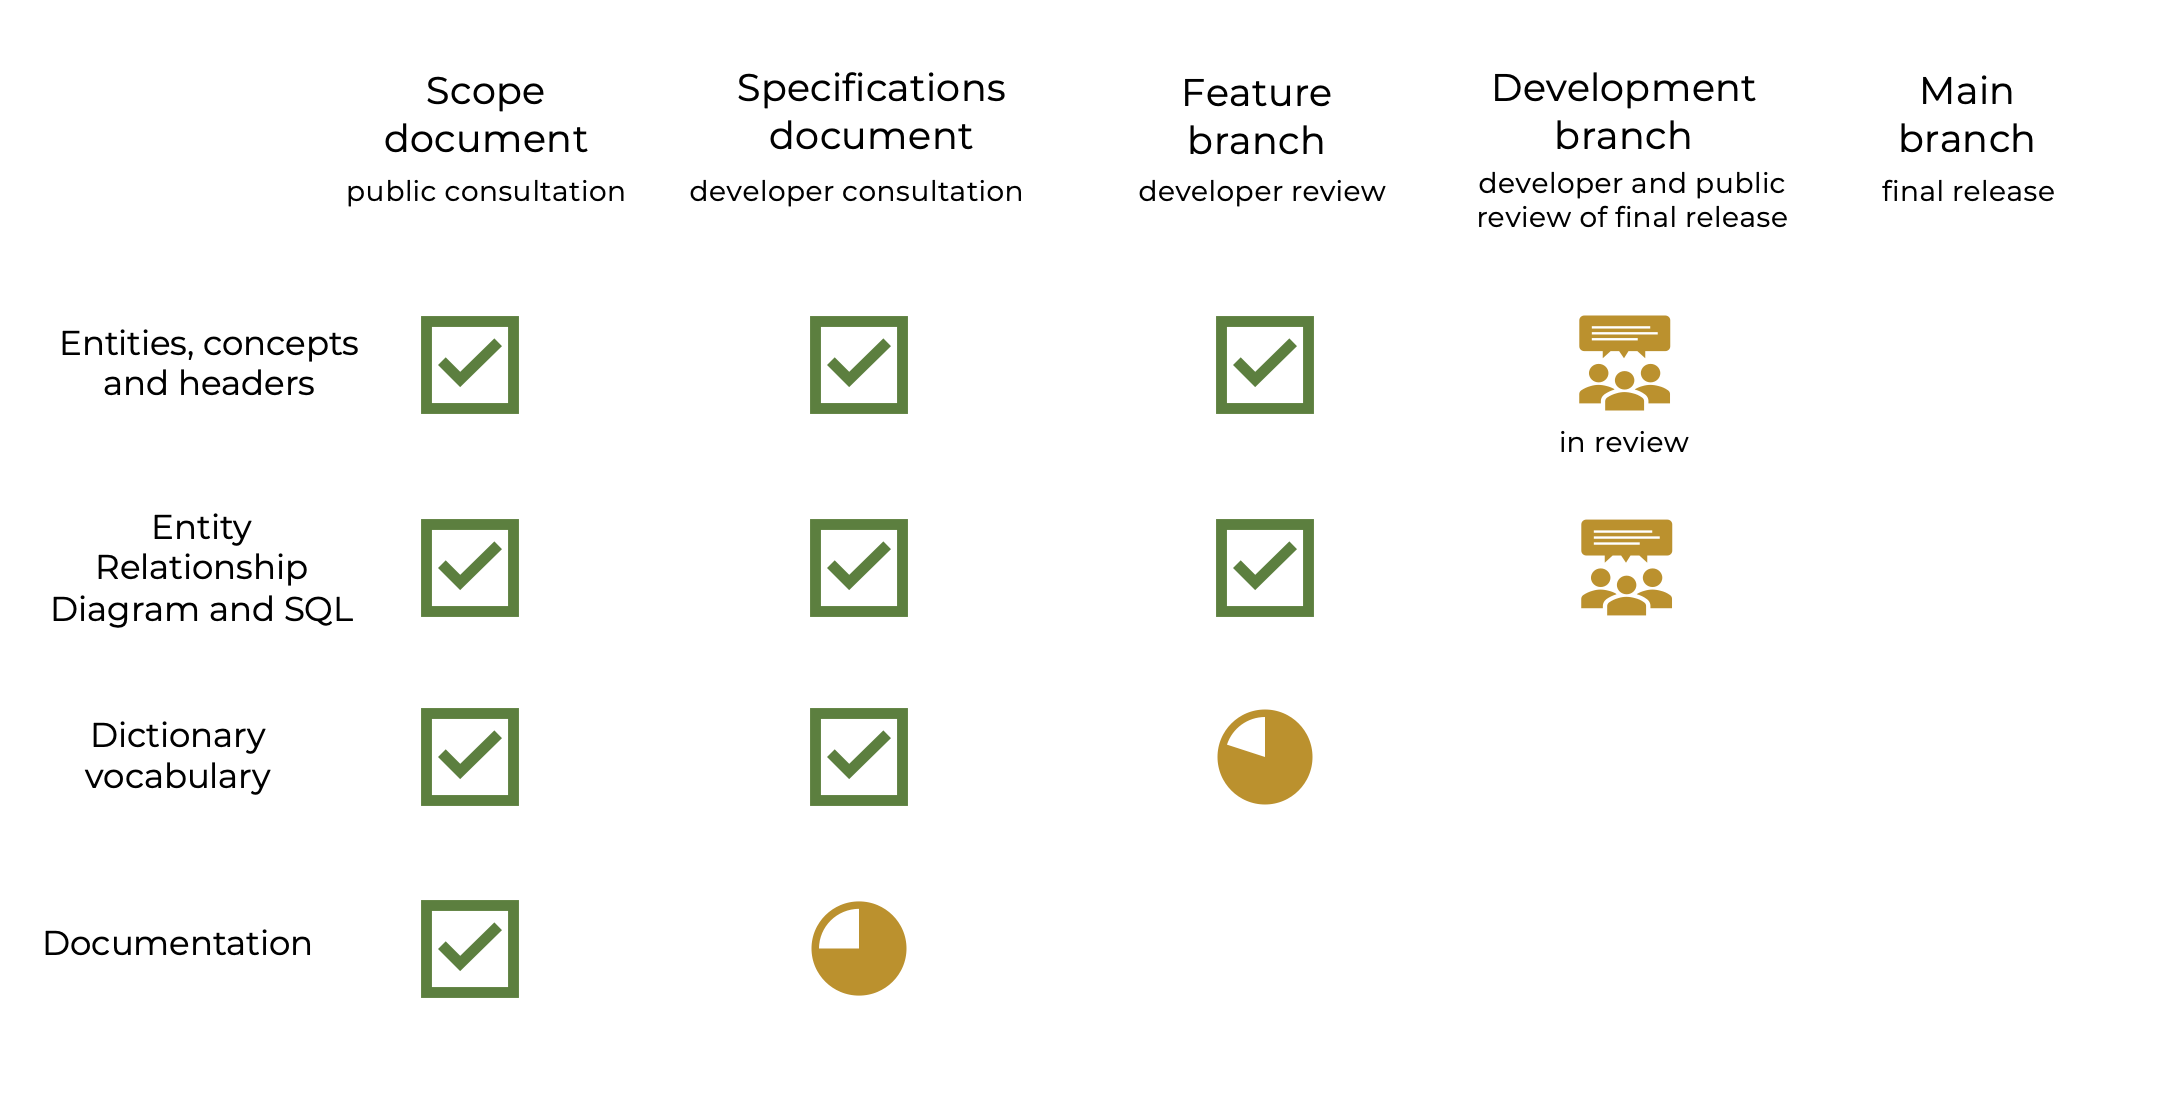 Scope
document
public consultation
Specifications
document
developer consultation
Feature
branch
developer review
Development
branch
developer and public
review of final release
Main
branch
final release
Entities, concepts
and headers
in review
Entity
Relationship
Diagram and SQL
Dictionary
vocabulary
Documentation